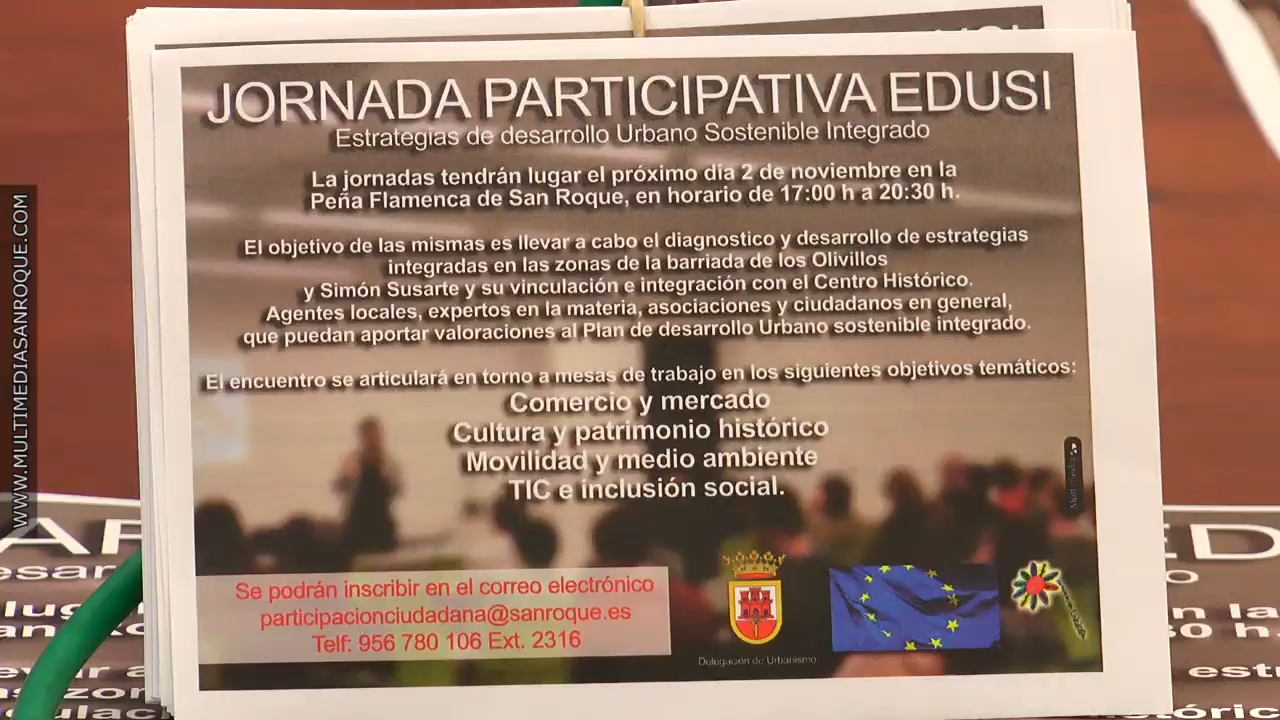 JORNADA PARTICIPATIVA EDUSI
Estrategias de desarrollo Urbano Sostenible Integrado
La jornadas tendrán lugar el próximo día 2 de noviembre en la
Peña Flamenca de San Roque, en horario de 17:00 h a 20:30 h.
El objetivo de las mismas es llevar a cabo el diagnostico y desarrollo de estrategias
integradas en las zonas de la barriada de los Olivillos
y Simón Susarte y su vinculación e integración con el Centro Histórico.
Agentes locales, expertos en la materia, asociaciones y ciudadanos en general,
que puedan aportar valoraciones al Plan de desarrollo Urbano sostenible integrado.
El encuentro se articulará en torno a mesas de trabajo en los siguientes objetivos temáticos:
Comercio y mercado
Cultura y patrimonio histórico
Movilidad y medio ambiente
TIC e inclusión social.
Se podrán inscribir en el correo electrónico
participacionciudadana@sanroque.es
Telf: 956 780 106 Ext. 2316
Delegación de Urbanismo
Multimedia
WWW.MULTIMEDIASANROQUE.COM